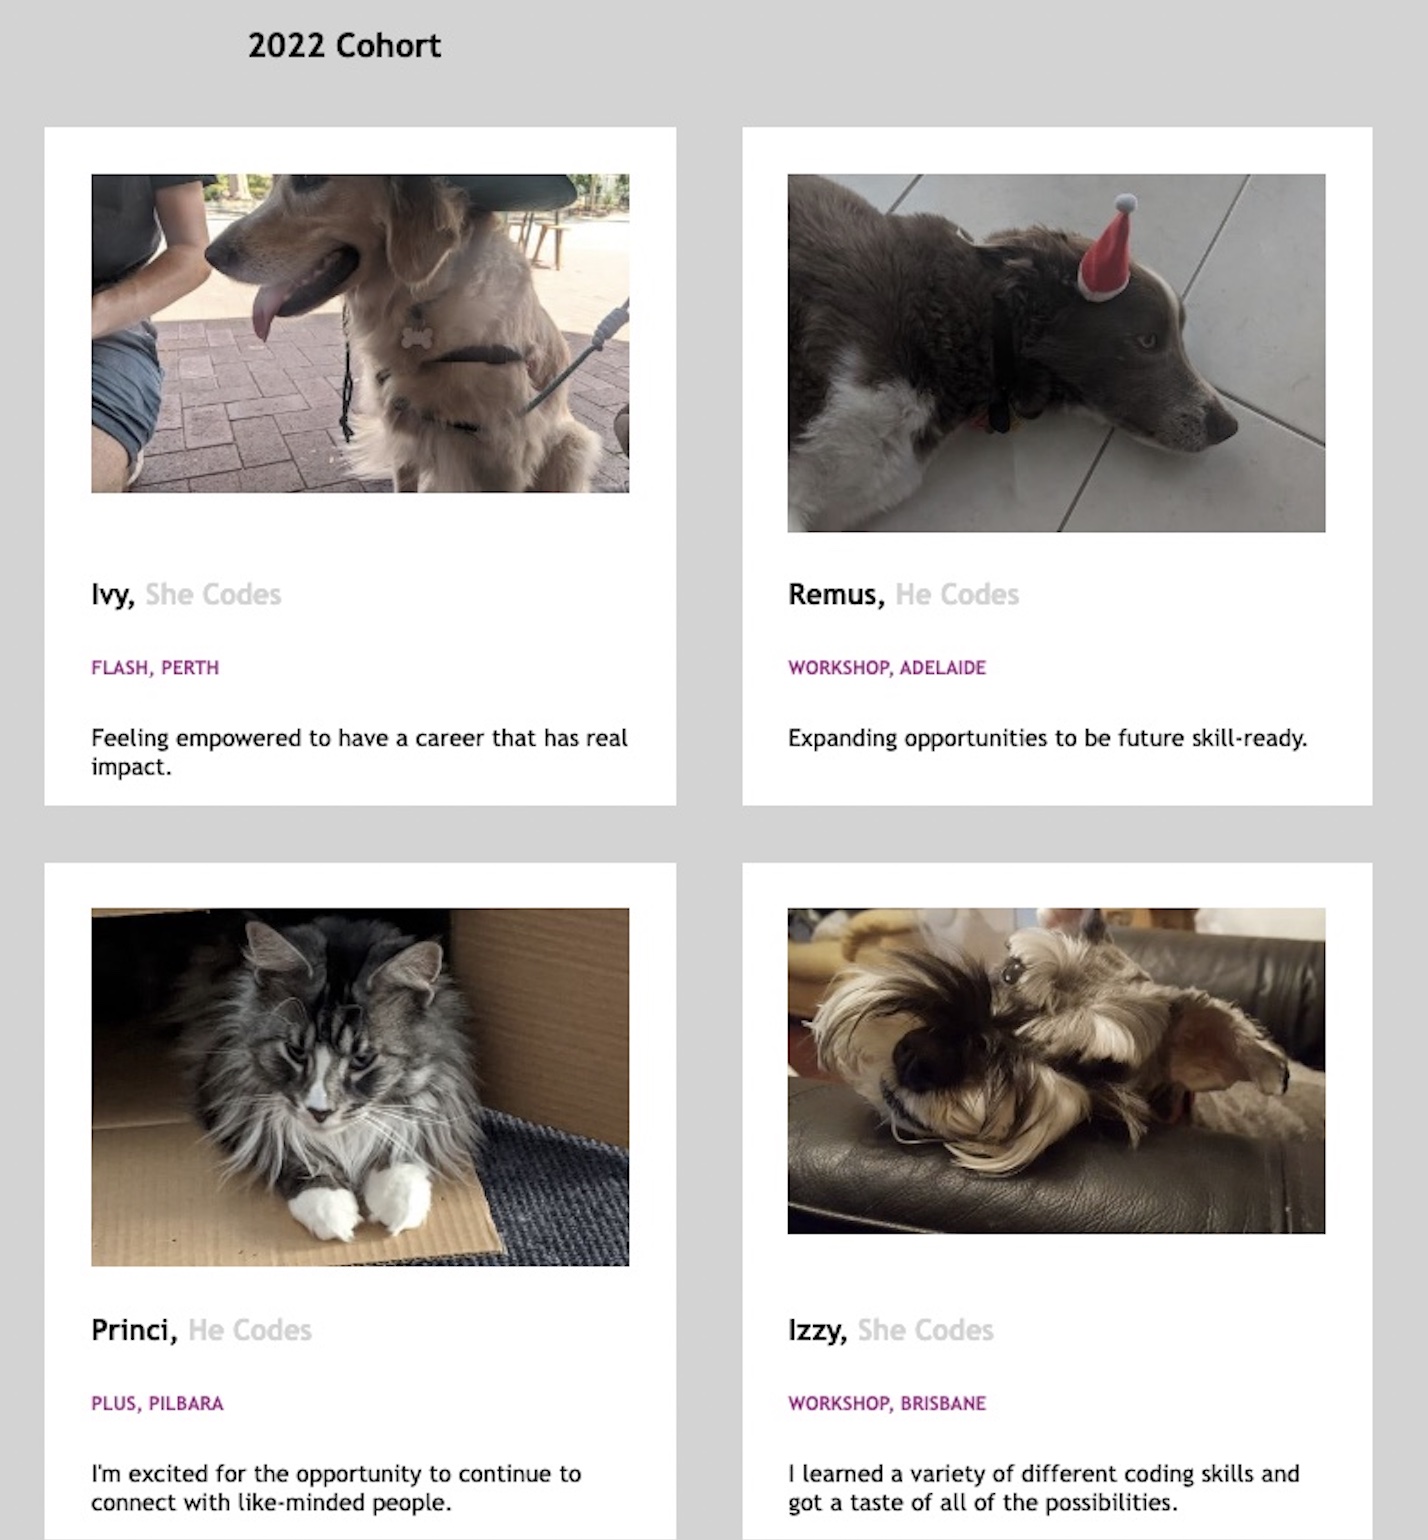 2022 Cohort
Ivy, She Codes
FLASH, PERTH
Feeling empowered to have a career that has real
impact.
Remus, He Codes
WORKSHOP, ADELAIDE
Expanding opportunities to be future skill-ready.
Princi, He Codes
PLUS, PILBARA
I'm excited for the opportunity to continue to
connect with like-minded people.
Izzy, She Codes
WORKSHOP, BRISBANE
I learned a variety of different coding skills and
got a taste of all of the possibilities.